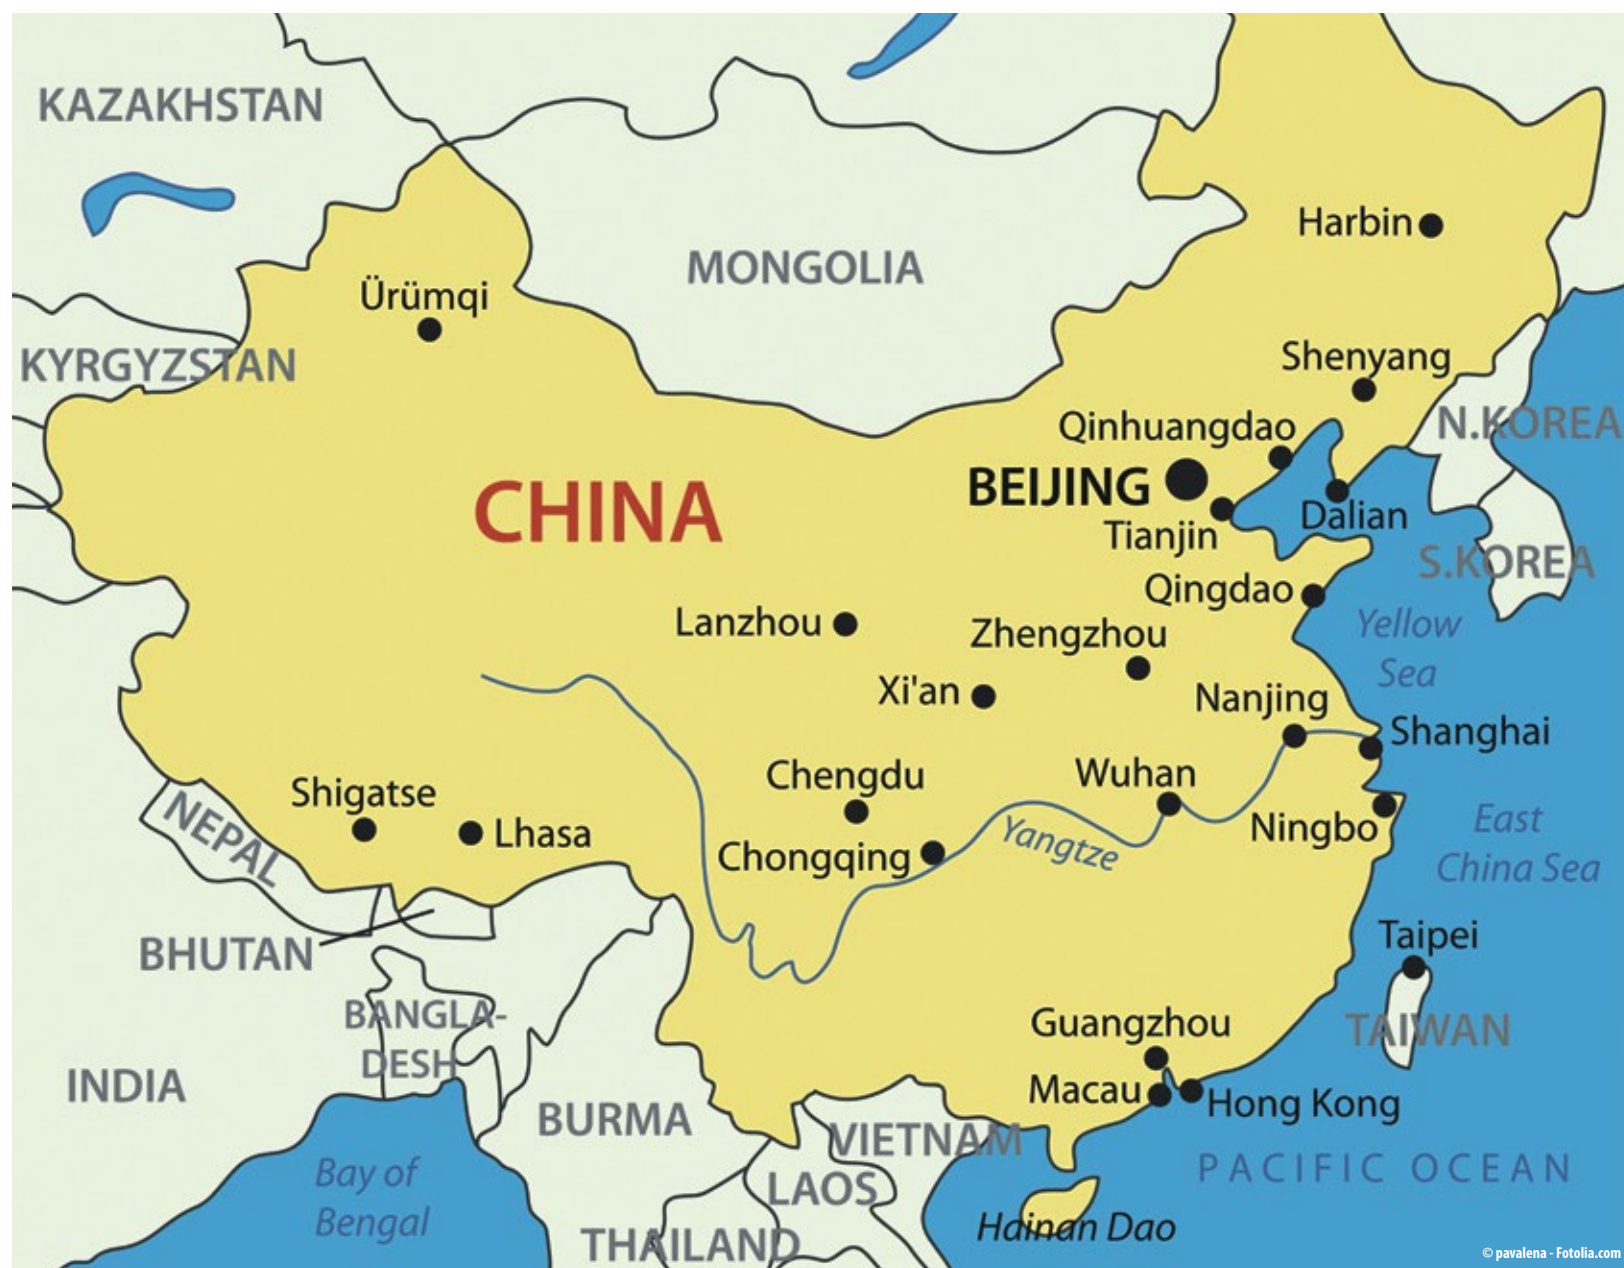 KAZAKHSTAN
MONGOLIA
Harbin
Ürümqi
KYRGYZSTAN
Shenyang
N.KOREA
Qinhuangdao
BEIJING
CHINA
Dalian
Tianjin
S.KOREA
Qingdao
Yellow
Sea
Lanzhou
Zhengzhou
Xi'an
Nanjing
Shanghai
Chengdu
Wuhan
Shigatse
NEPAL
Lhasa
Ningbo
East
China Sea
Yangtze
Chongqing
Taipei
BHUTAN
BANGLA-
DESH
Guangzhou
TAIWAN
INDIA
Macau
Hong Kong
BURMA
VIETNAM
PACIFIC OCEAN
Bay of
Bengal
LAOS
Hainan Dao
THAILAND
© pavalena - Fotolia.com